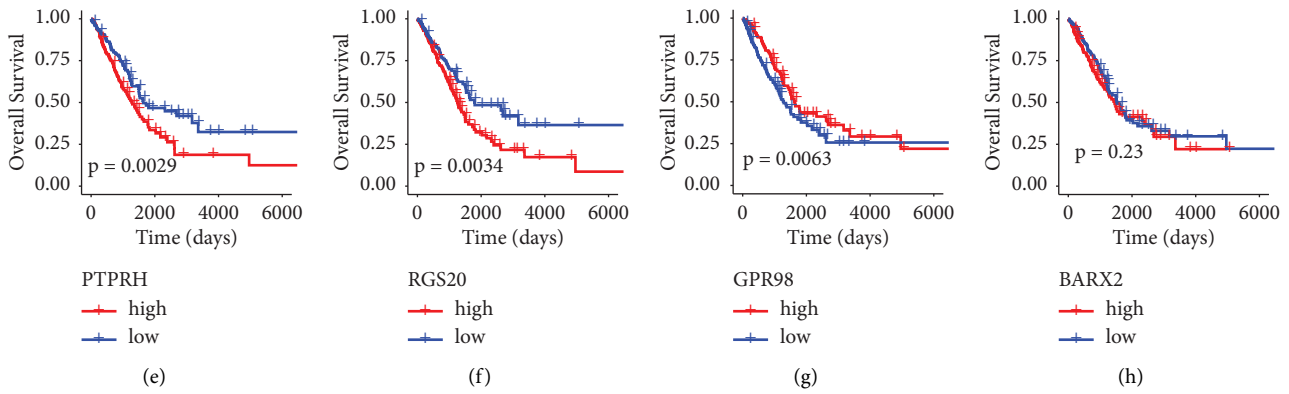 1.00
0.75
0.50
0.25
0.00
Overall Survival
p = 0.0029
0 2000 4000 6000
Time (days)
PTPRH
high
low
(e)
1.00
0.75
0.50
0.25
0.00
Overall Survival
p = 0.0034
0 2000 4000 6000
Time (days)
RGS20
high
low
(f)
1.00
0.75
0.50
0.25
0.00
Overall Survival
p = 0.0063
0 2000 4000 6000
Time (days)
GPR98
high
low
(g)
1.00
0.75
0.50
0.25
0.00
Overall Survival
p = 0.23
0 2000 4000 6000
Time (days)
BARX2
high
low
(h)